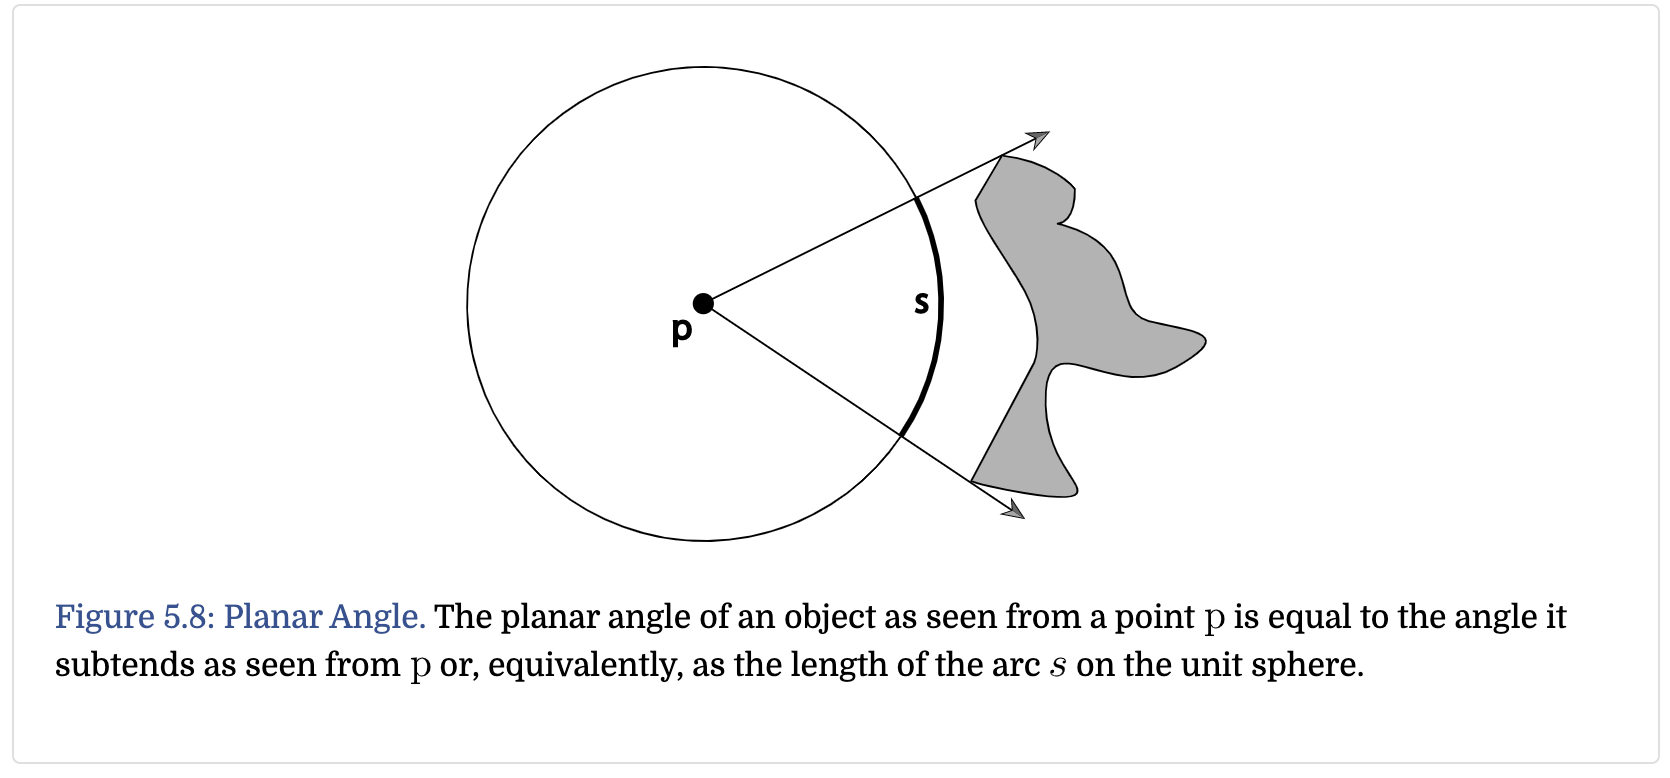 s
p
Figure 5.8: Planar Angle. The planar angle of an object as seen from a point p is equal to the angle it
subtends as seen from p or, equivalently, as the length of the arc s on the unit sphere.